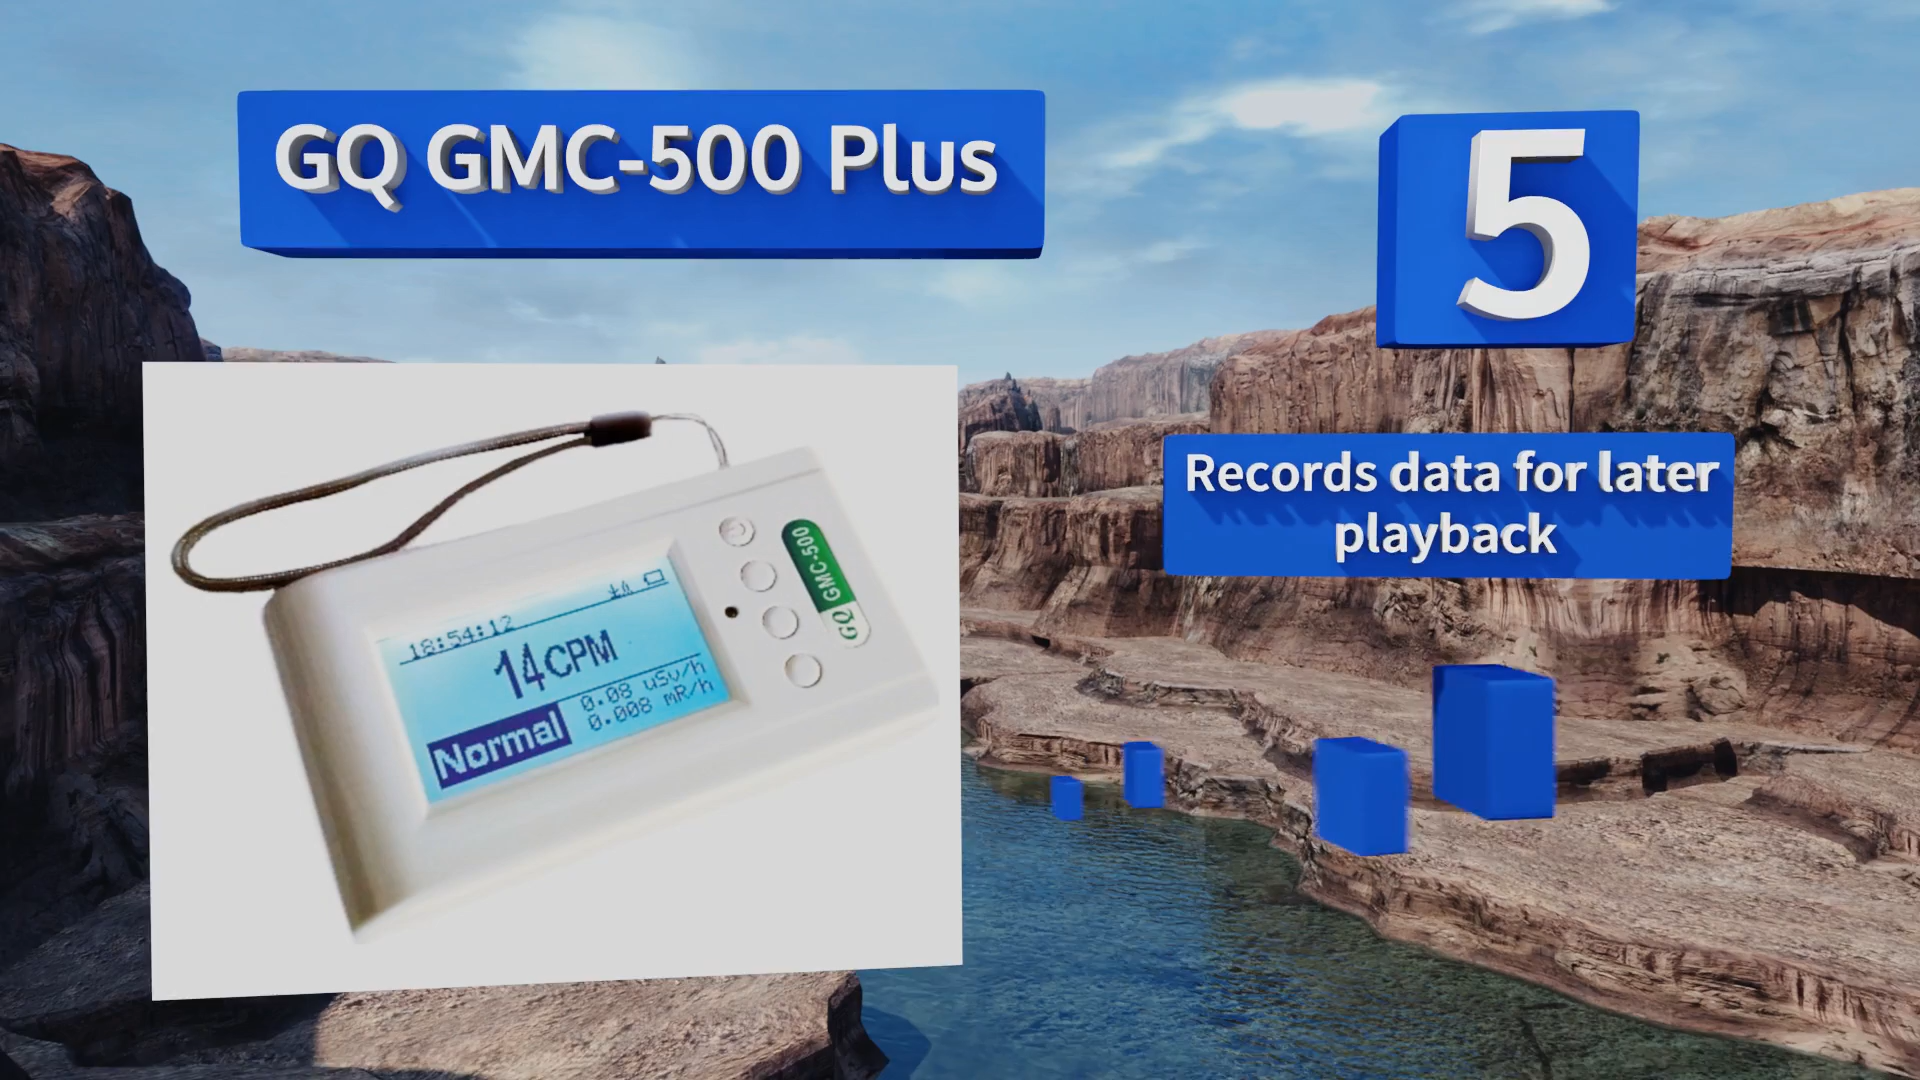 GQ GMC-500 Plus
5
Records data for later
playback
18:54:12
14CPM
Normal
0.08 uSv/h
0.008 mR/h
GQ GMC-500